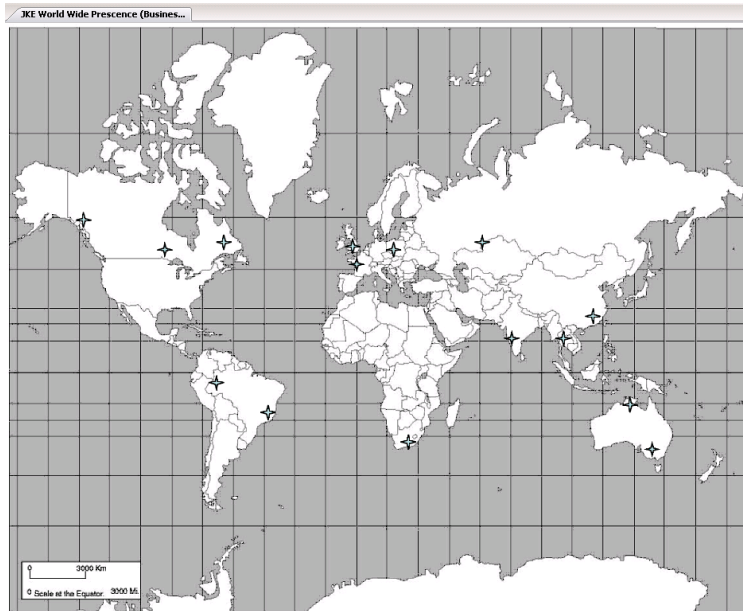 JKE World Wide Prescence (Busines...
0 3000 Km
0 Scale at the Equator. 3000 Mi.